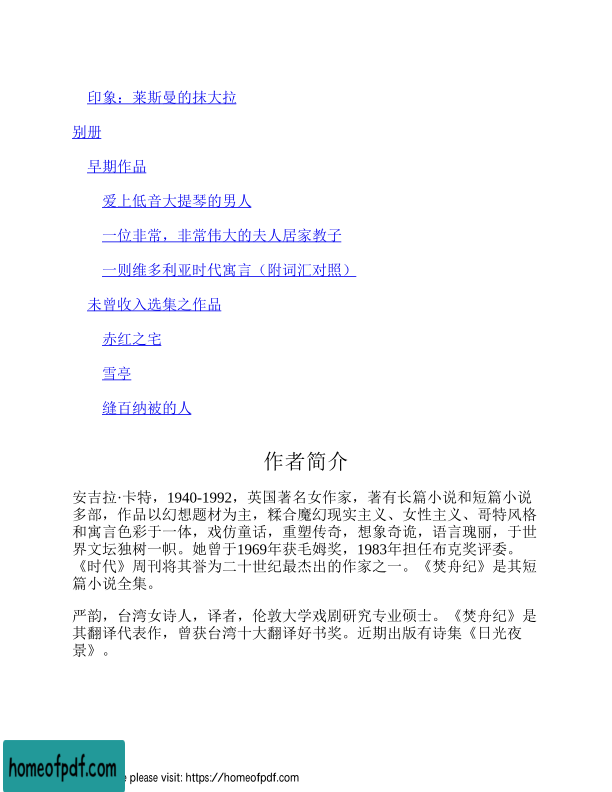 印象：莱斯曼的抹大拉
别册
早期作品
爱上低音大提琴的男人
一位非常，非常伟大的夫人居家教子
一则维多利亚时代寓言（附词汇对照）
未曾收入选集之作品
赤红之宅
雪亭
缝百纳被的人
作者简介
安吉拉·卡特，1940-1992，英国著名女作家，著有长篇小说和短篇小说
多部，作品以幻想题材为主，糅合魔幻现实主义、女性主义、哥特风格
和寓言色彩于一体，戏仿童话，重塑传奇，想象奇诡，语言瑰丽，于世
界文坛独树一帜。她曾于1969年获毛姆奖，1983年担任布克奖评委。
《时代》周刊将其誉为二十世纪最杰出的作家之一。《焚舟纪》是其短
篇小说全集。
严韵，台湾女诗人，译者，伦敦大学戏剧研究专业硕士。《焚舟纪》是
其翻译代表作，曾获台湾十大翻译好书奖。近期出版有诗集《日光夜
景》。
homeofpdf.com
e please visit: https://homeofpdf.com